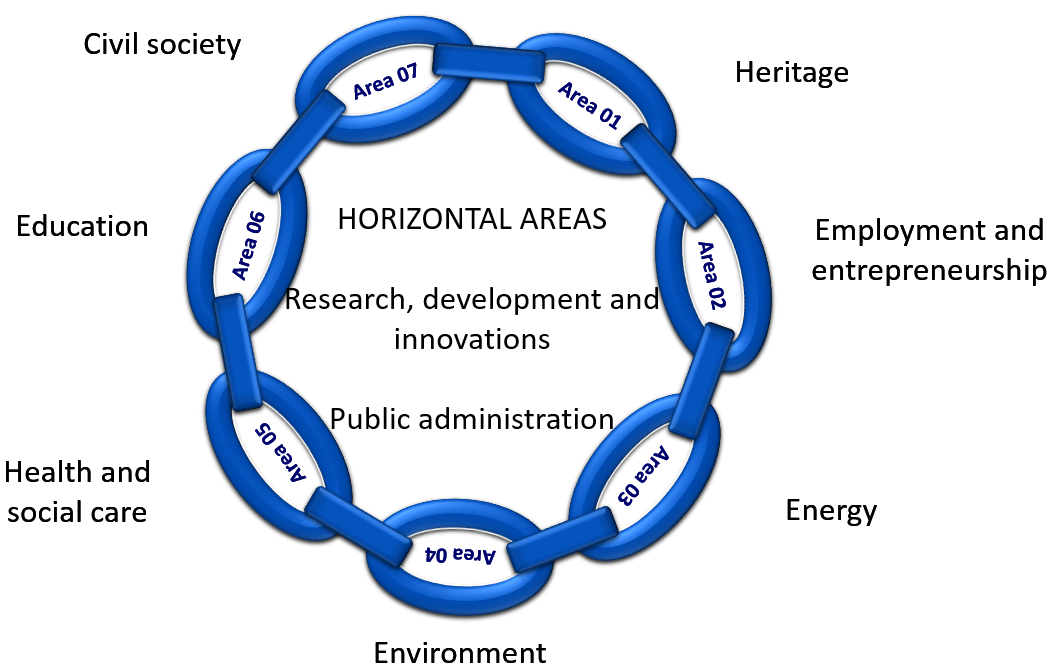 Civil society
Area 07
Area 01
Heritage
Education
Area 06
HORIZONTAL AREAS
Area 02
Employment and
entrepreneurship
Research, development and
innovations
Public administration
Health and
social care
Area 05
Area 03
Energy
Area 04
Environment